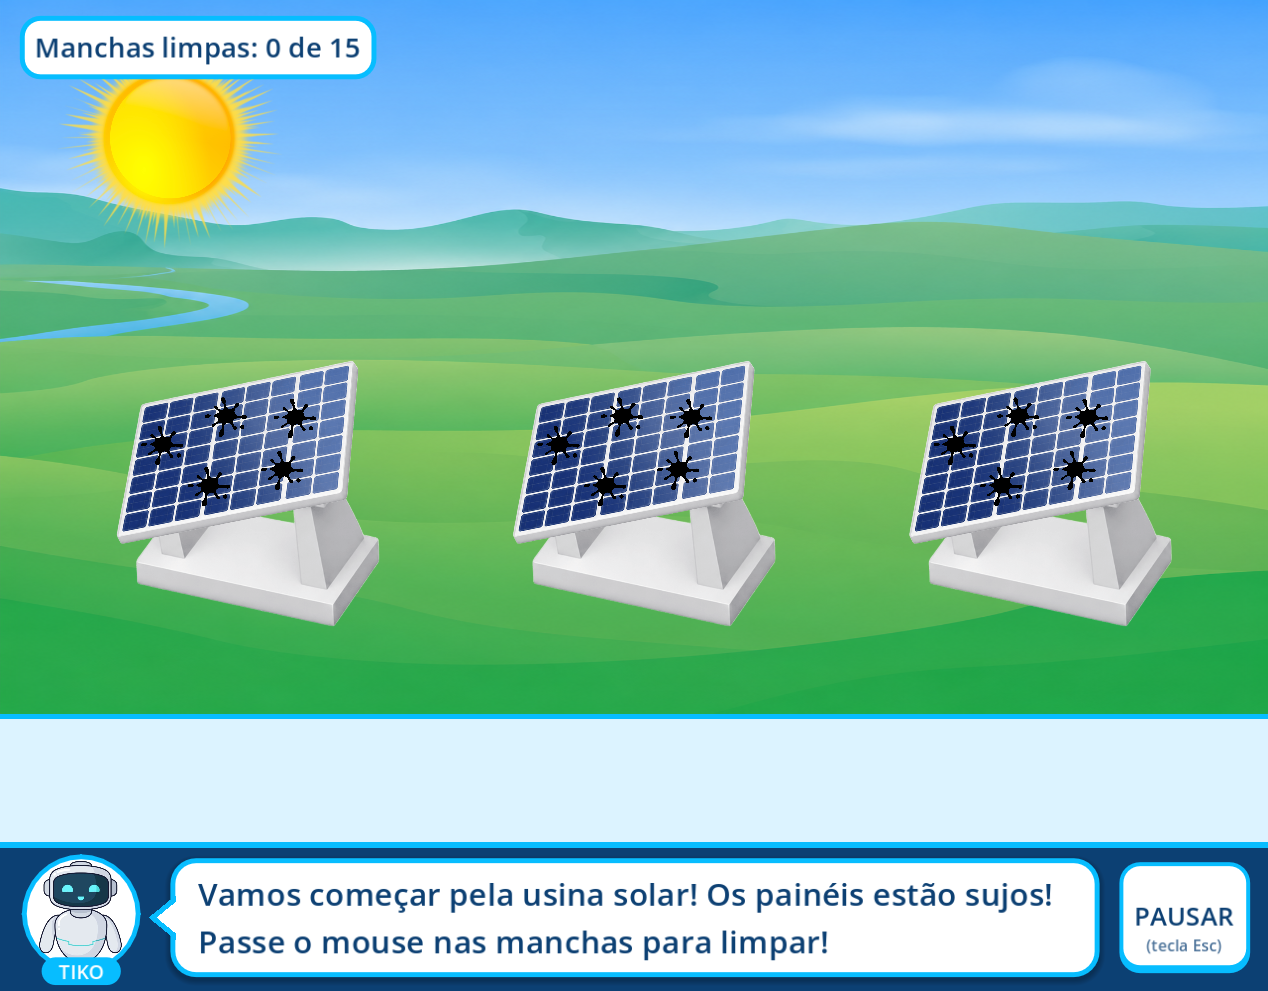 Manchas limpas: 0 de 15
Vamos começar pela usina solar! Os painéis estão sujos!
Passe o mouse nas manchas para limpar!
PAUSAR
(tecla Esc)
TIKO